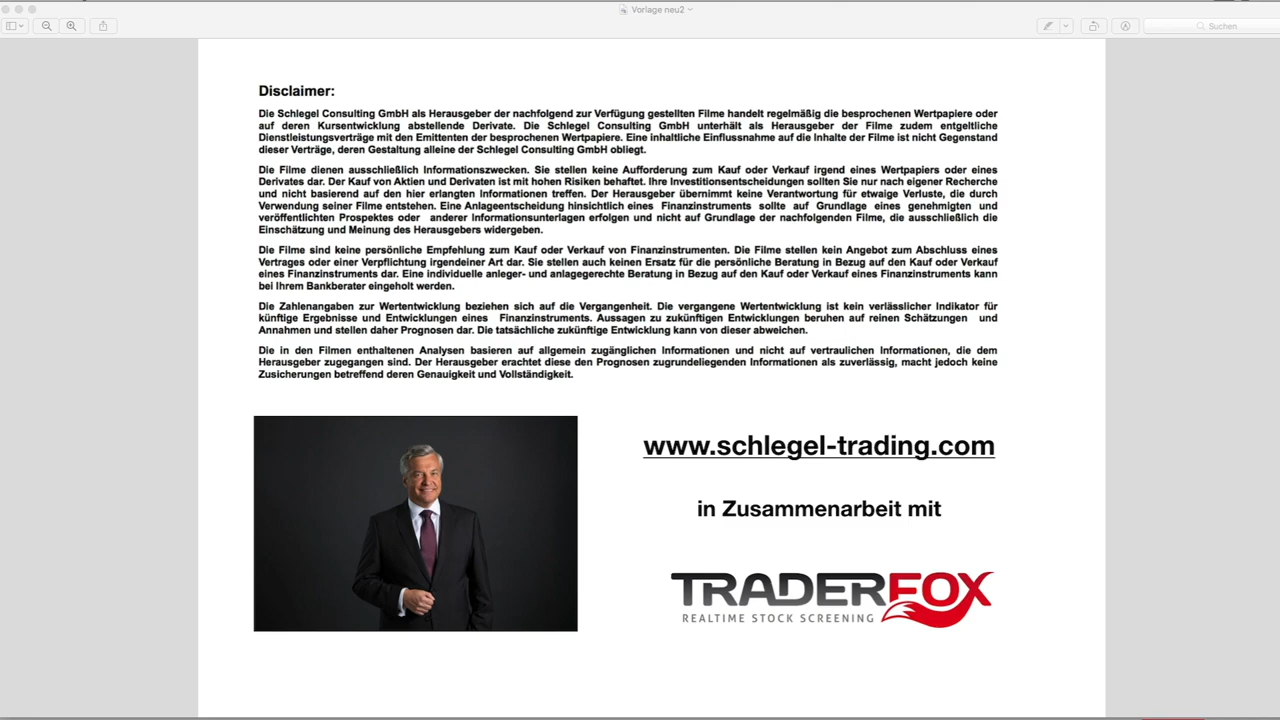 Vorlage neu2
Suchen
Disclaimer:
Die Schlegel Consulting GmbH als Herausgeber der nachfolgend zur Verfügung gestellten Filme handelt regelmäßig die besprochenen Wertpapiere oder
auf deren Kursentwicklung abstellende Derivate. Die Schlegel Consulting GmbH unterhält als Herausgeber der Filme zudem entgeltliche
Dienstleistungsverträge mit den Emittenten der besprochenen Wertpapiere. Eine inhaltliche Einflussnahme auf die Inhalte der Filme ist nicht Gegenstand
dieser Verträge, deren Gestaltung alleine der Schlegel Consulting GmbH obliegt.
Die Filme dienen ausschließlich Informationszwecken. Sie stellen keine Aufforderung zum Kauf oder Verkauf irgend eines Wertpapiers oder eines
Derivates dar. Der Kauf von Aktien und Derivaten ist mit hohen Risiken behaftet. Ihre Investitionsentscheidungen sollten Sie nur nach eigener Recherche
und nicht basierend auf den hier erlangten Informationen treffen. Der Herausgeber übernimmt keine Verantwortung für etwaige Verluste, die durch
Verwendung seiner Filme entstehen. Eine Anlageentscheidung hinsichtlich eines Finanzinstruments sollte auf Grundlage eines genehmigten und
veröffentlichten Prospektes oder anderer Informationsunterlagen erfolgen und nicht auf Grundlage der nachfolgenden Filme, die ausschließlich die
Einschätzung und Meinung des Herausgebers widergeben.
Die Filme sind keine persönliche Empfehlung zum Kauf oder Verkauf von Finanzinstrumenten. Die Filme stellen kein Angebot zum Abschluss eines
Vertrages oder einer Verpflichtung irgendeiner Art dar. Sie stellen auch keinen Ersatz für die persönliche Beratung in Bezug auf den Kauf oder Verkauf
eines Finanzinstruments dar. Eine individuelle anleger- und anlagegerechte Beratung in Bezug auf den Kauf oder Verkauf eines Finanzinstruments kann
bei Ihrem Bankberater eingeholt werden.
Die Zahlenangaben zur Wertentwicklung beziehen sich auf die Vergangenheit. Die vergangene Wertentwicklung ist kein verlässlicher Indikator für
künftige Ergebnisse und Entwicklungen eines Finanzinstruments. Aussagen zu zukünftigen Entwicklungen beruhen auf reinen Schätzungen und
Annahmen und stellen daher Prognosen dar. Die tatsächliche zukünftige Entwicklung kann von dieser abweichen.
Die in den Filmen enthaltenen Analysen basieren auf allgemein zugänglichen Informationen und nicht auf vertraulichen Informationen, die dem
Herausgeber zugegangen sind. Der Herausgeber erachtet diese den Prognosen zugrundeliegenden Informationen als zuverlässig, macht jedoch keine
Zusicherungen betreffend deren Genauigkeit und Vollständigkeit.
www.schlegel-trading.com
in Zusammenarbeit mit
TRADERFOX
REALTIME STOCK SCREENING